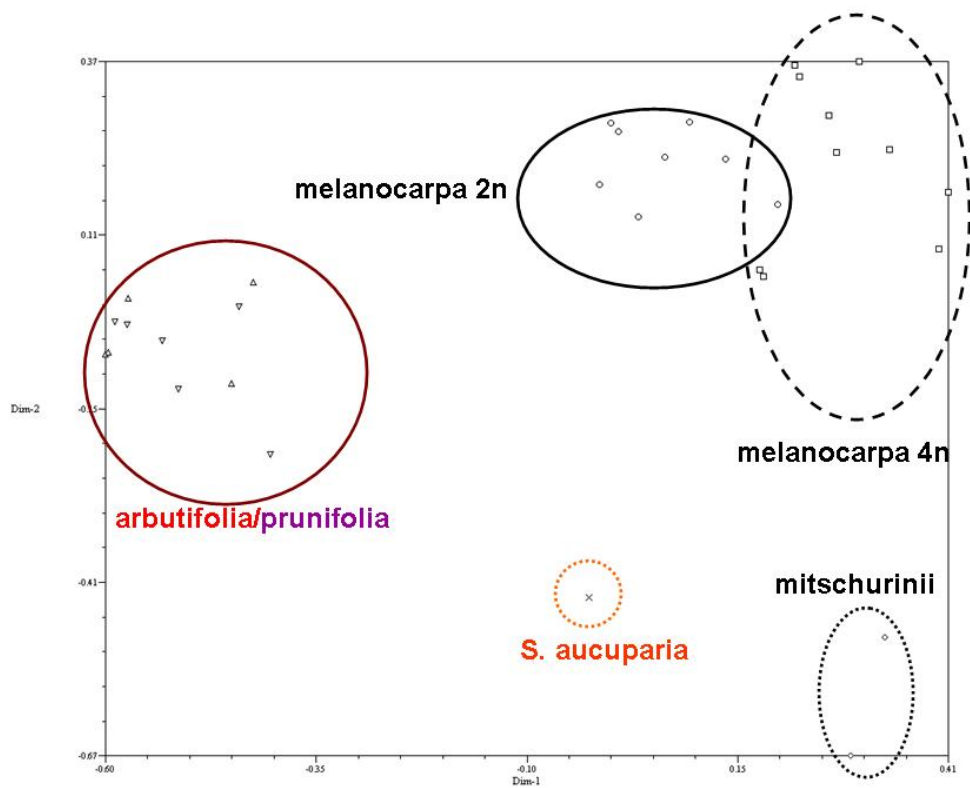 0.37
melanocarpa 2n
0.11
Dim-2
-0.15
melanocarpa 4n
arbutifolia/prunifolia
-0.41
mitschurinii
S. aucuparia
-0.67
-0.60
-0.35
-0.10
0.15
0.41
Dim-1